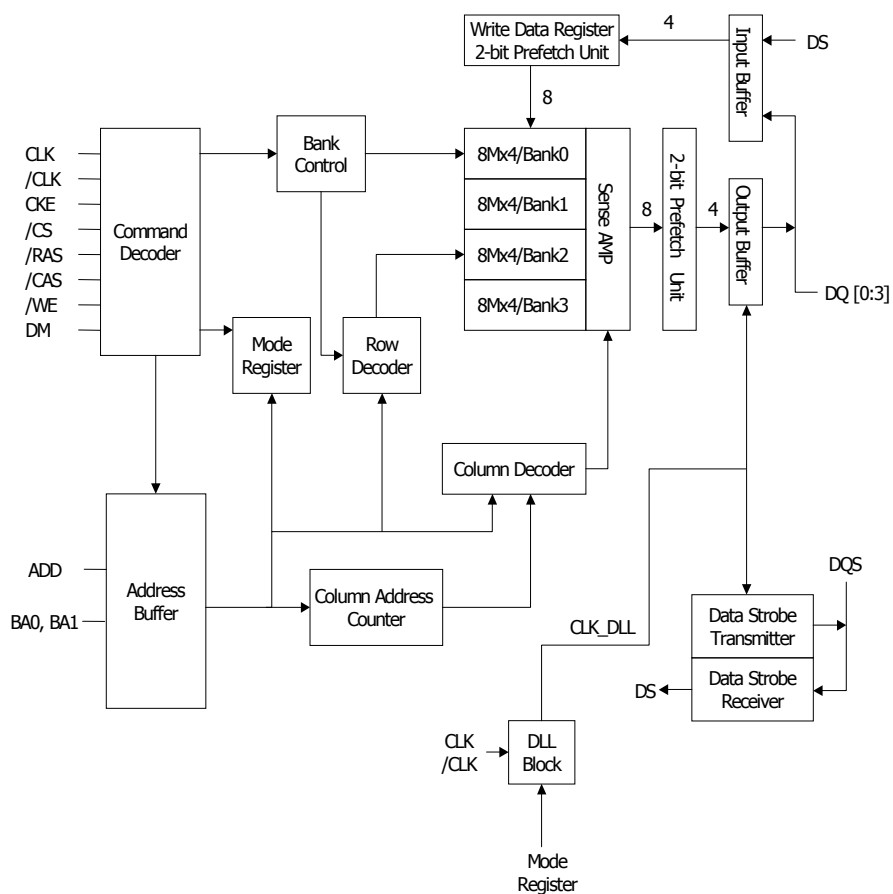 Write Data Register
2-bit Prefetch Unit
4
Input Buffer
DS
8
Bank
Control
8Mx4/Bank0
8Mx4/Bank1
8Mx4/Bank2
8Mx4/Bank3
Sense AMP
8
2-bit Prefetch Unit
4
Output Buffer
DQ [0:3]
CLK
/CLK
CKE
/CS
/RAS
/CAS
/WE
DM
Command
Decoder
Mode
Register
Row
Decoder
Column Decoder
ADD
BA0, BA1
Address
Buffer
Column Address
Counter
CLK_DLL
DQS
Data Strobe
Transmitter
Data Strobe
Receiver
DS
CLK
/CLK
DLL
Block
Mode
Register